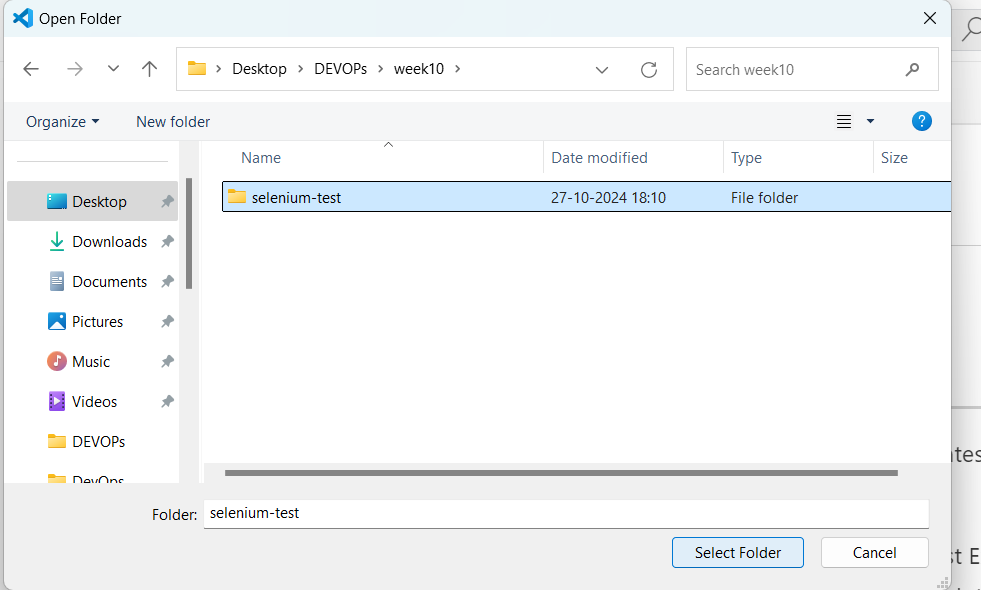 Open Folder
Desktop DEVOPs week10
Search week10
Organize New folder
?
Name Date modified Type Size
selenium-test 27-10-2024 18:10 File folder
Desktop
Downloads
Documents
Pictures
Music
Videos
DEVOPs
DevOps
Folder: selenium-test
Select Folder Cancel